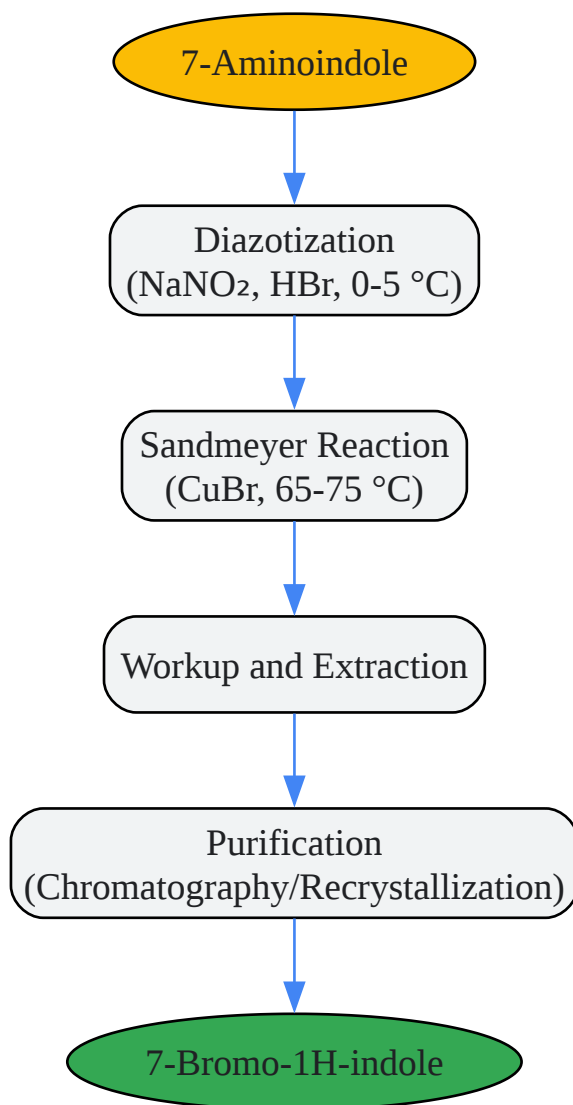 7-Aminoindole
Diazotization
(NaNO₂, HBr, 0-5 °C)
Sandmeyer Reaction
(CuBr, 65-75 °C)
Workup and Extraction
Purification
(Chromatography/Recrystallization)
7-Bromo-1H-indole